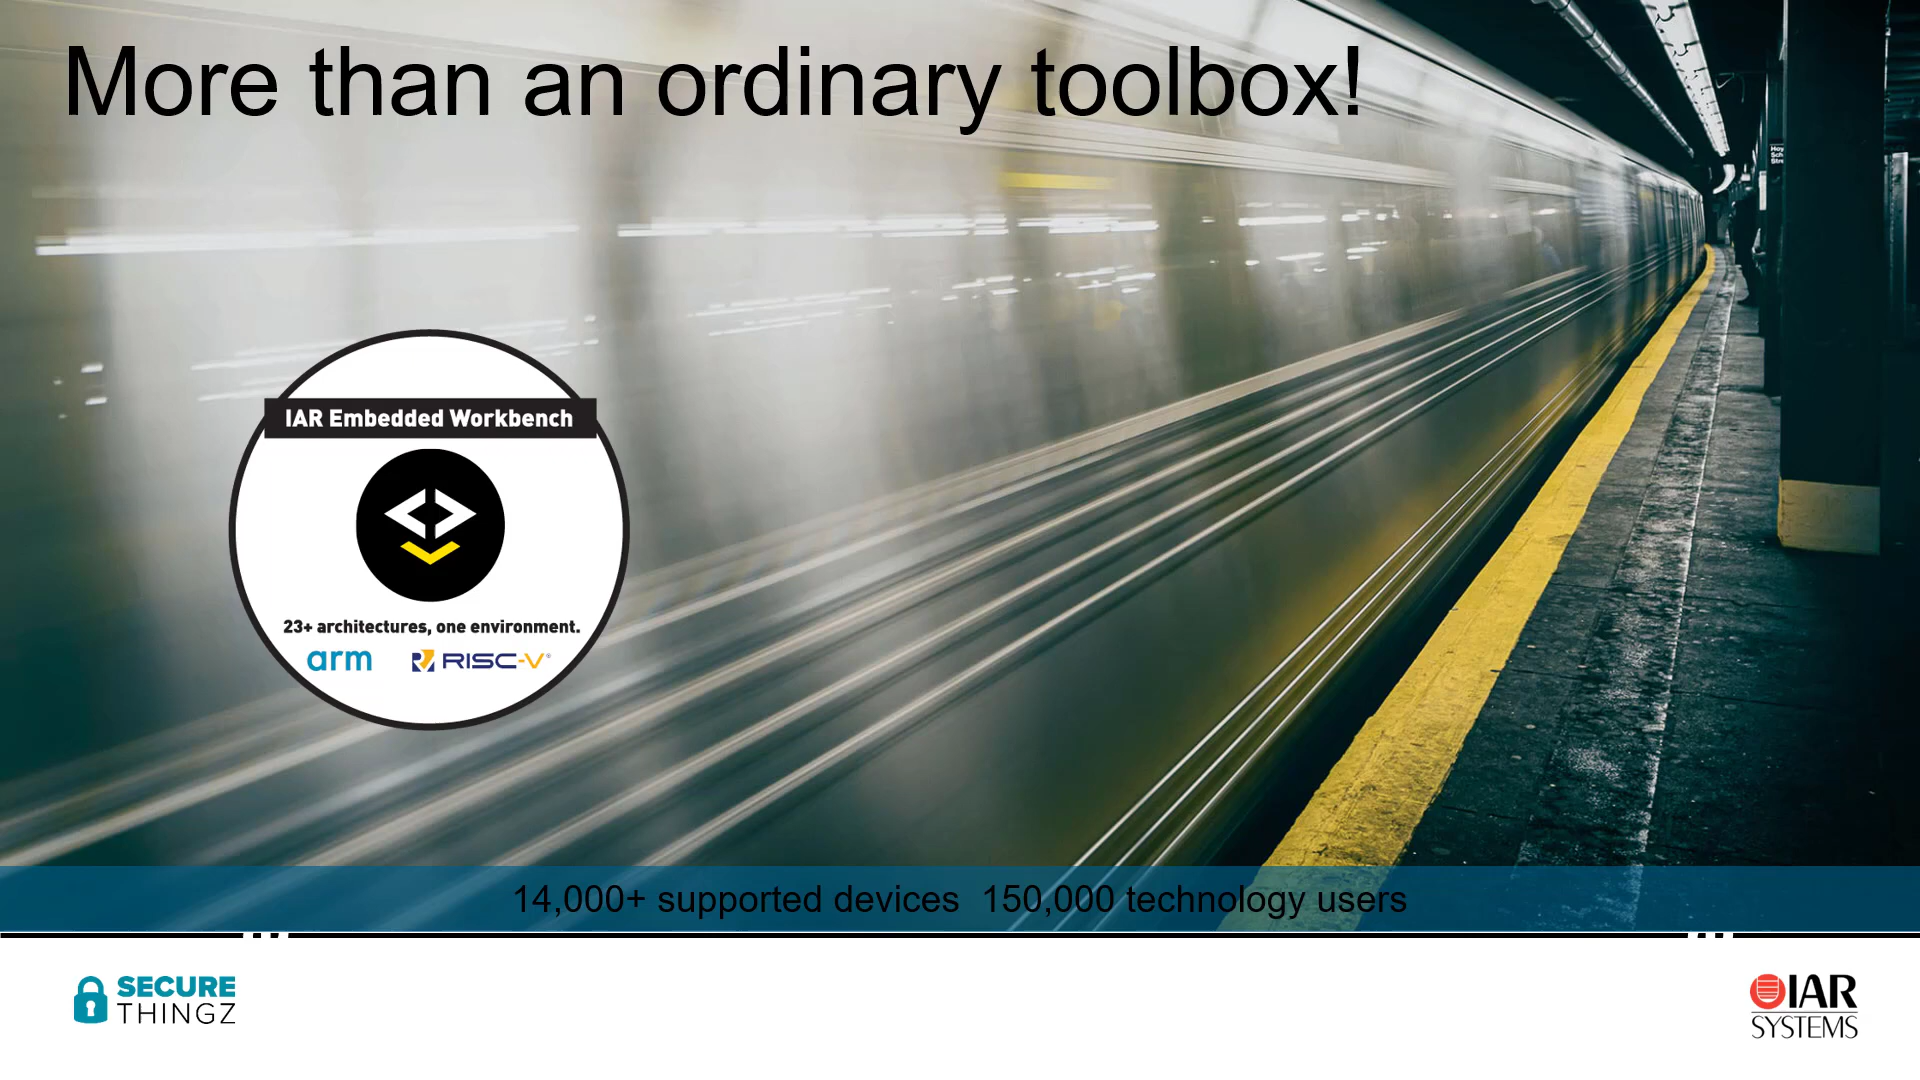 More than an ordinary toolbox!
IAR Embedded Workbench
23+ architectures, one environment.
arm RISC-V®
14,000+ supported devices 150,000 technology users
SECURE
THINGZ
IAR
SYSTEMS